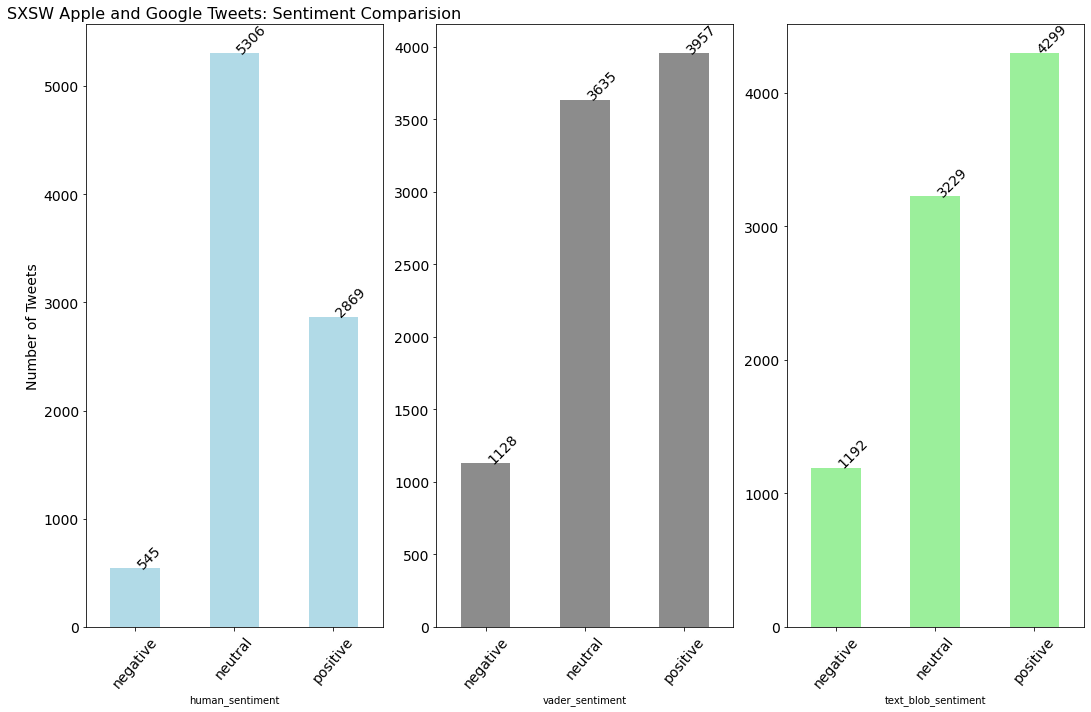 SXSW Apple and Google Tweets: Sentiment Comparision
Number of Tweets
5000
4000
3000
2000
1000
0
545
5306
2869
negative
neutral
positive
human_sentiment
4000
3500
3000
2500
2000
1500
1000
500
0
1128
3635
3957
negative
neutral
positive
vader_sentiment
4000
3000
2000
1000
0
1192
3229
4299
negative
neutral
positive
text_blob_sentiment